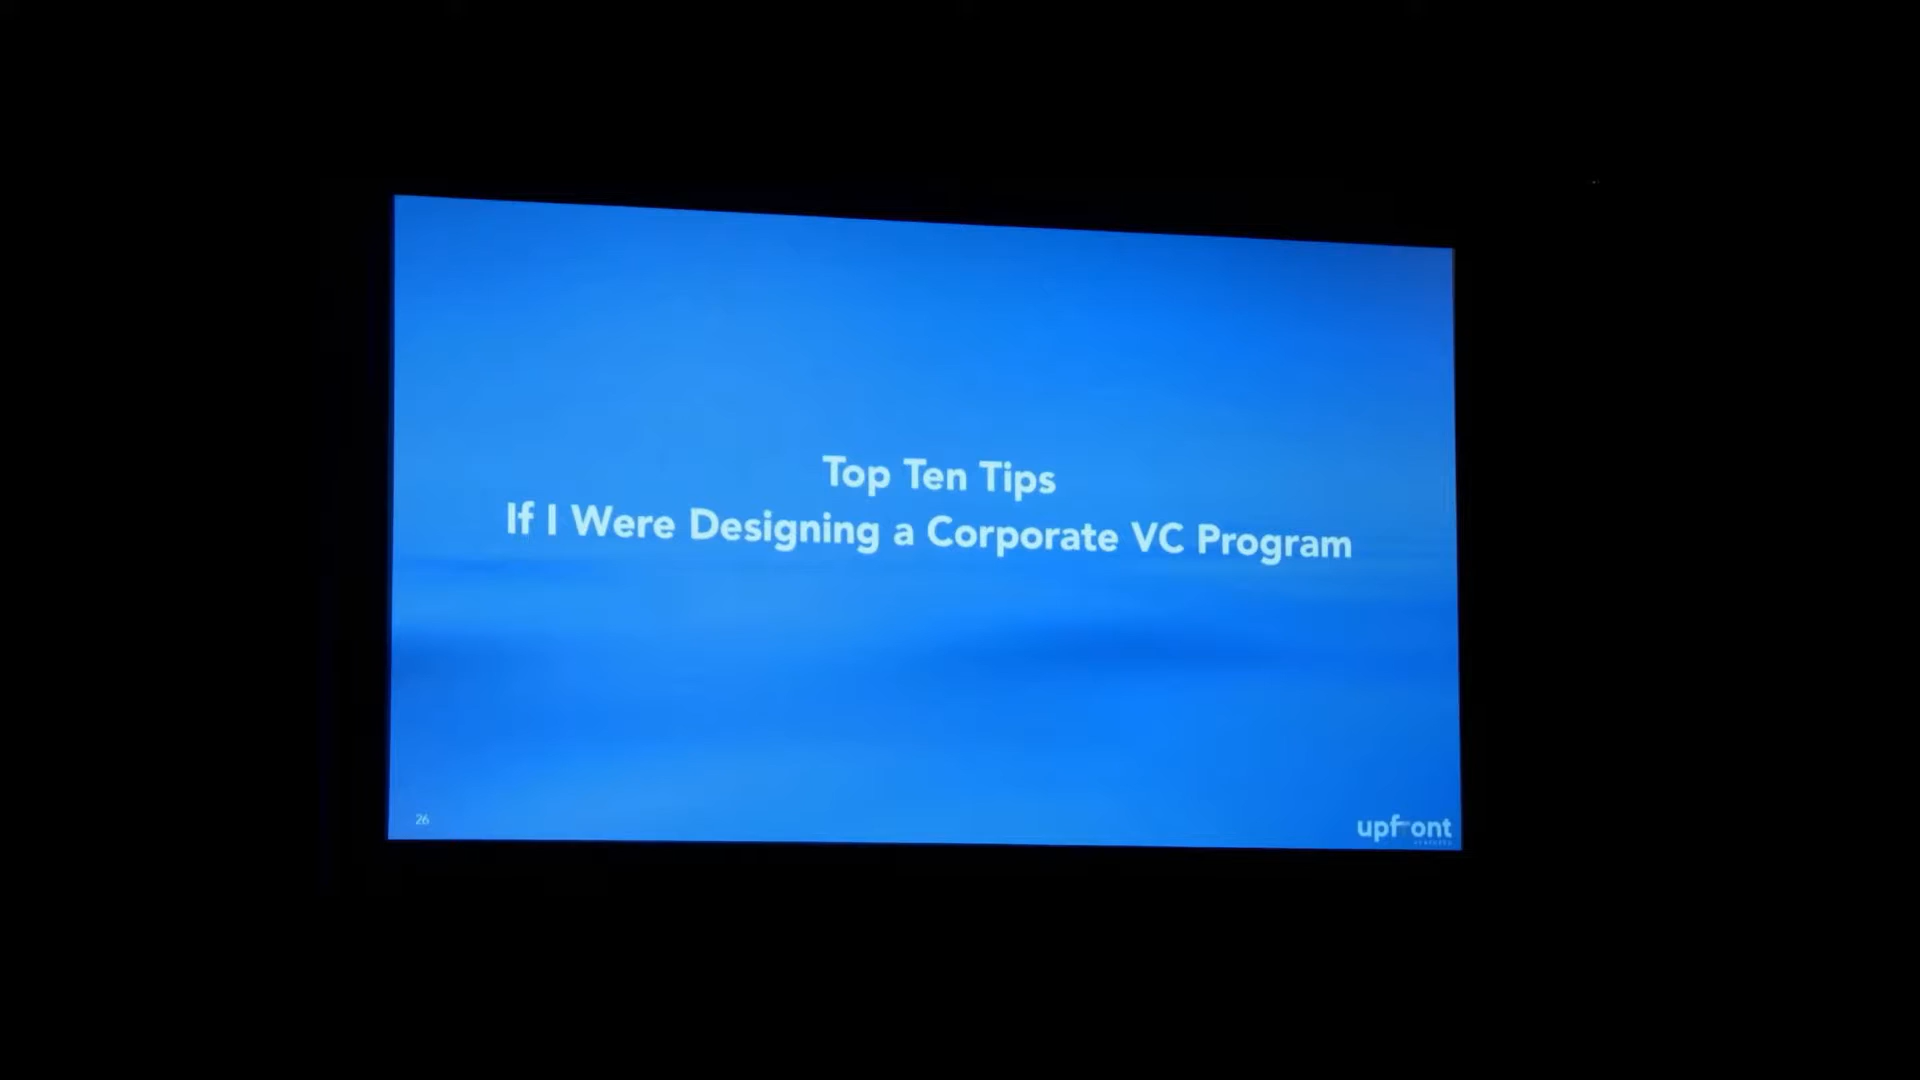 Top Ten Tips
If I Were Designing a Corporate VC Program
26
upfront